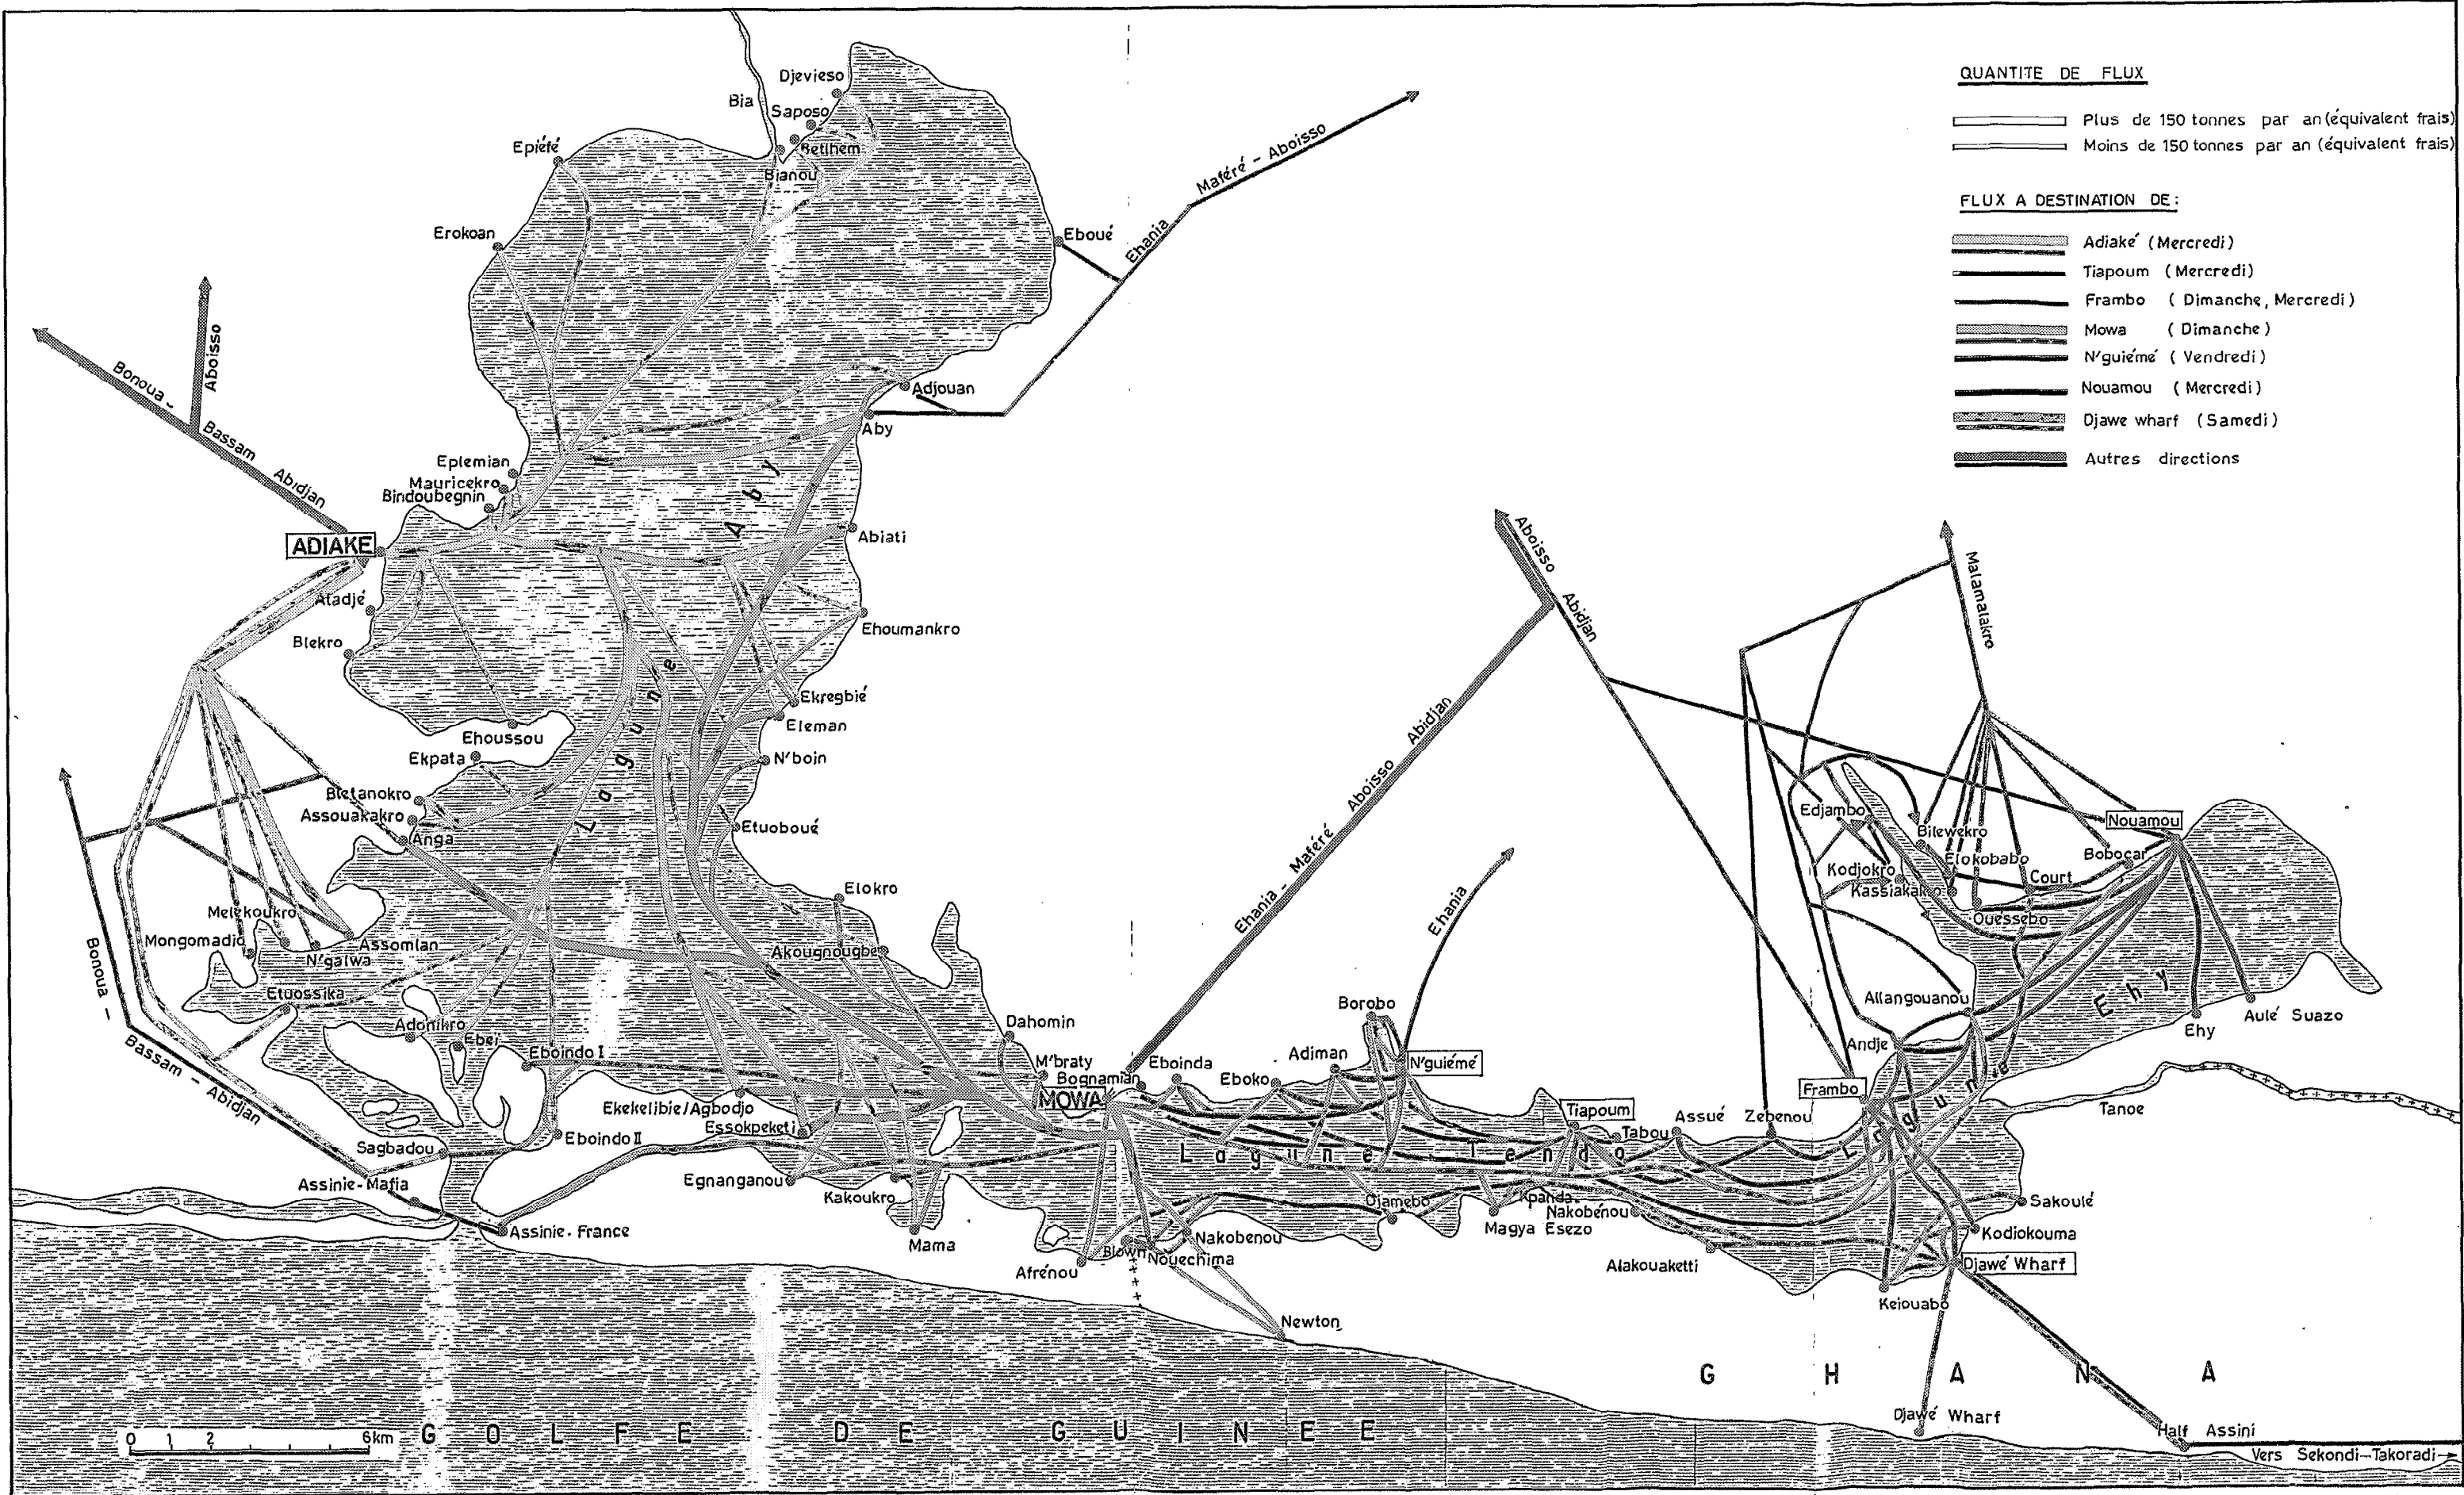 QUANTITE DE FLUX
Plus de 150 tonnes par an (équivalent frais)
Moins de 150 tonnes par an (équivalent frais)
FLUX A DESTINATION DE :
Adiaké (Mercredi)
Tiapoum (Mercredi)
Frambo (Dimanche, Mercredi)
Mowa (Dimanche)
N'guiémé (Vendredi)
Nouamou (Mercredi)
Djawe wharf (Samedi)
Autres directions
Djevieso
Bia
Saposo
Betlhem
Bianou
Epiété
Erokoan
Eboué
Ehania
Maféré - Aboisso
Aboisso
Bonoua -
Bassam
Abidjan
Adjouan
Aby
Eplemian
Mauricekro
Bindoubegnin
ADIAKE
Abiati
Atadjé
Blekro
Ehoumankro
Ekregbié
Eleman
N'boin
Ehoussou
Ekpata
Bletanokro
Assouakakro
Anga
Etuoboué
Lagune Aby
Elokro
Akougnougbe
Melekoukro
Mongomadio
N'galwa
Assomlan
Etuossika
Adonikro
Ebei
Eboindo I
Eboindo II
Bonoua -
Bassam - Abidjan
Sagbadou
Assinie-Mafia
Assinie-France
Ekekelibie/Agbodjo
Essokpeketi
Egnanganou
Kakoukro
Mama
Dahomin
M'braty
Bognamian
MOWA
Eboinda
Eboko
Adiman
Borobo
N'guiémé
Ehania
Ehania - Maféré
Aboisso
Abidjan
Aboisso
Abidjan
Lagune Tendo
Tiapoum
Tabou
Assué
Zebenou
Frambo
Andje
Allangouanou
Afrénou
Blown
Nouechima
Nakobenou
Newton
Djamebo
Magya Esezo
Kpanda
Nakobénou
Alakouaketti
Keiouabo
Djawé Wharf
Kodiokouma
Sakoulé
Malamalakro
Edjambo
Bilewekro
Elokobabo
Kodjokro
Kassiakakro
Ouessebo
Court
Bobocar
Nouamou
Lagune Ehy
Ehy
Aulé Suazo
Tanoe
GHANA
Djawé Wharf
Half Assini
Vers Sekondi-Takoradi
GOLFE DE GUINEE
0 1 2 6km